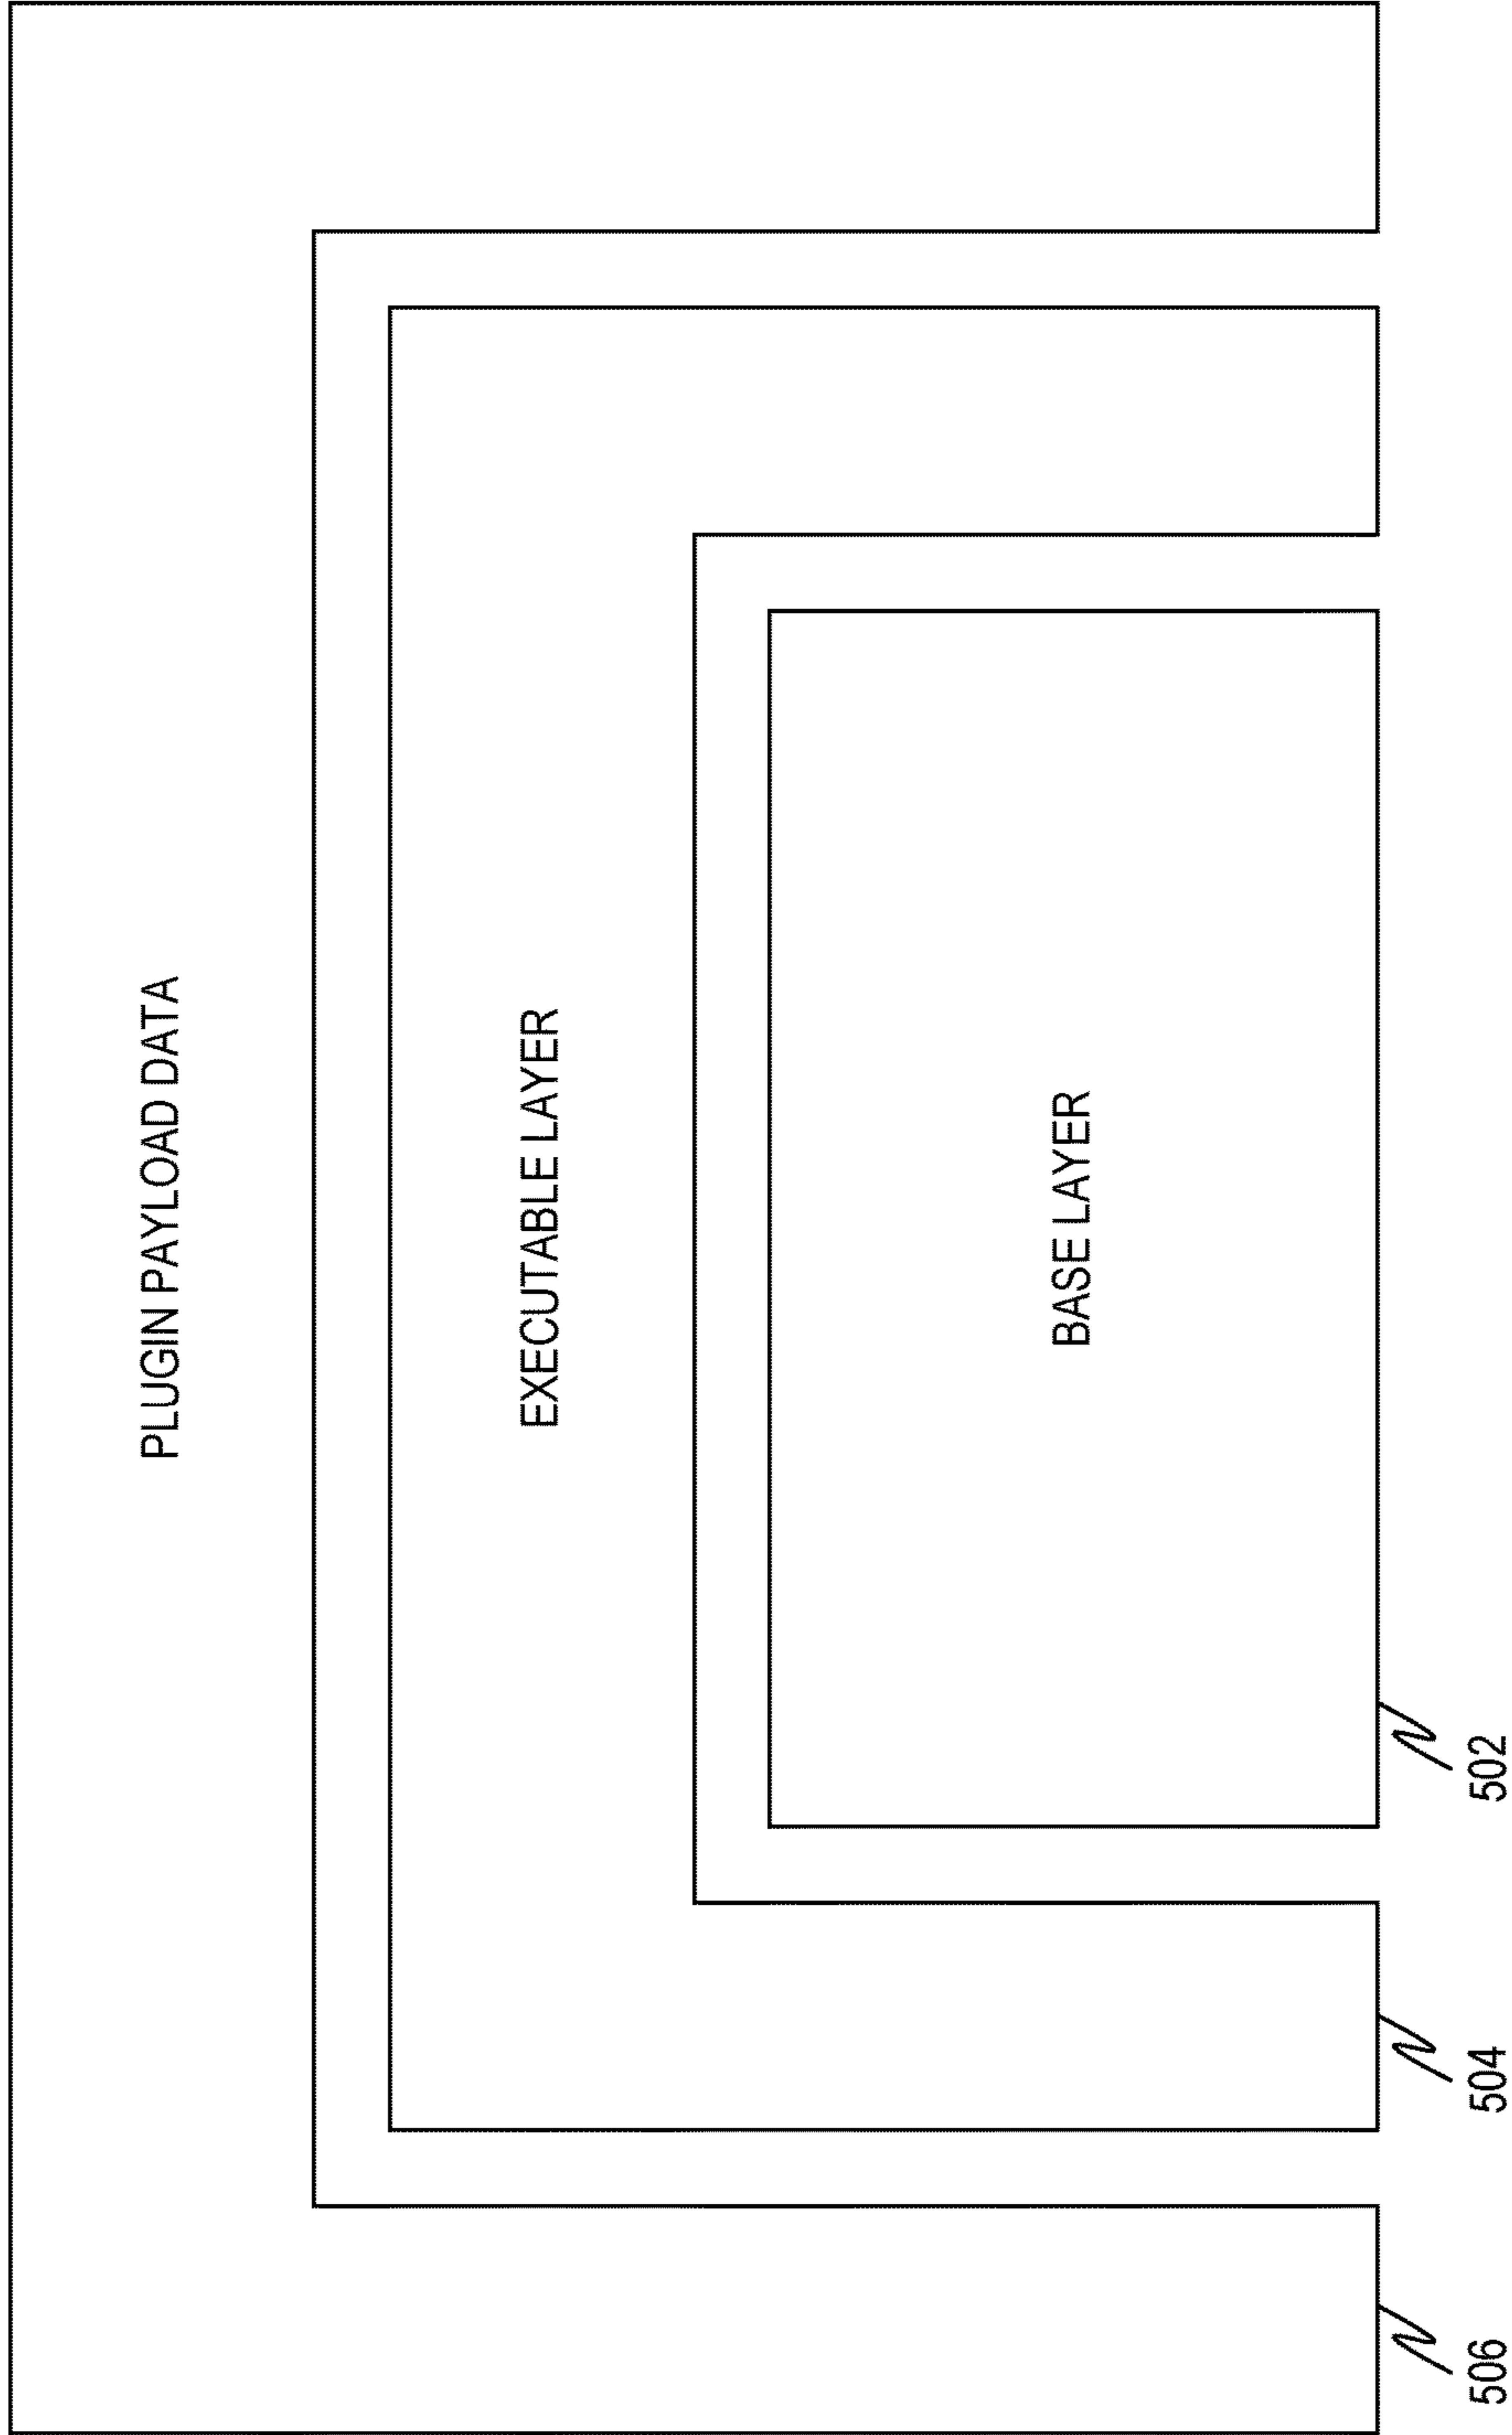 PLUGIN PAYLOAD DATA
EXECUTABLE LAYER
BASE LAYER
506
504
502